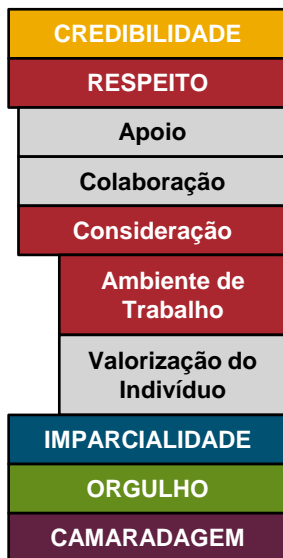 CREDIBILIDADE
RESPEITO
Apoio
Colaboração
Consideração
Ambiente de
Trabalho
Valorização do
Indivíduo
IMPARCIALIDADE
ORGULHO
CAMARADAGEM